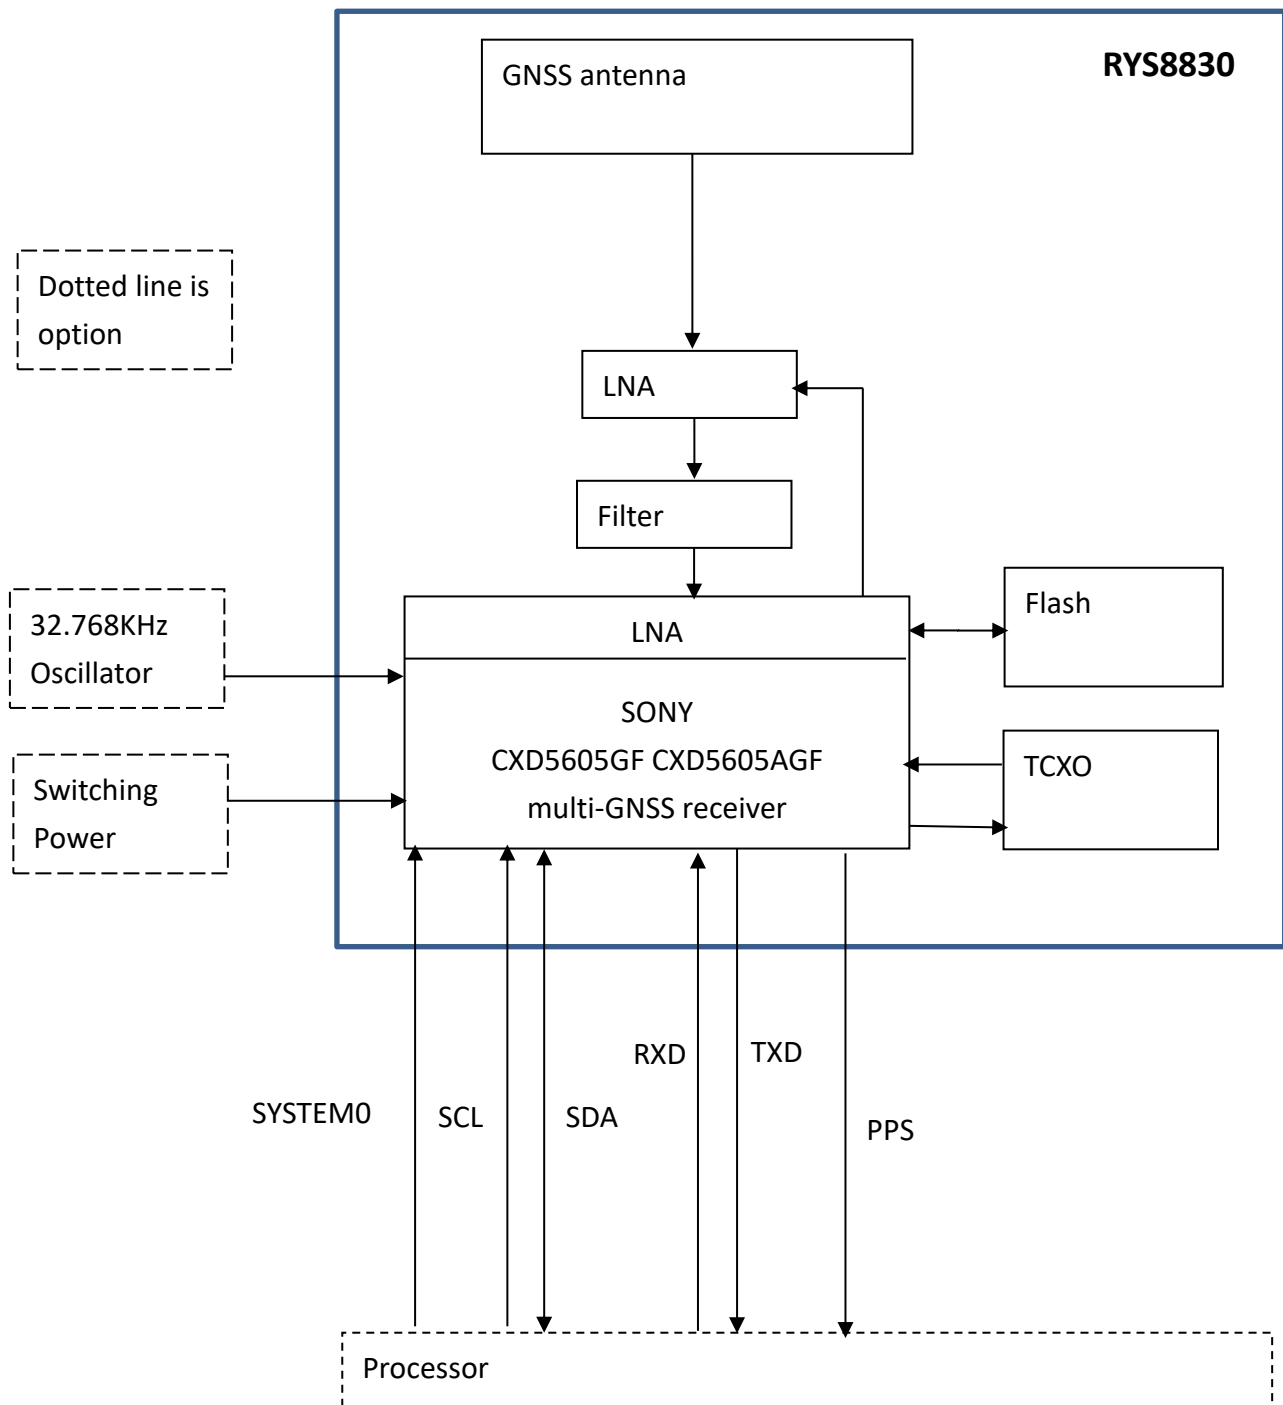 RYS8830
GNSS antenna
Dotted line is
option
LNA
Filter
32.768KHz
Oscillator
LNA
Flash
SONY
CXD5605GF CXD5605AGF
multi-GNSS receiver
TCXO
Switching
Power
RXD
TXD
SYSTEM0
SCL
SDA
PPS
Processor